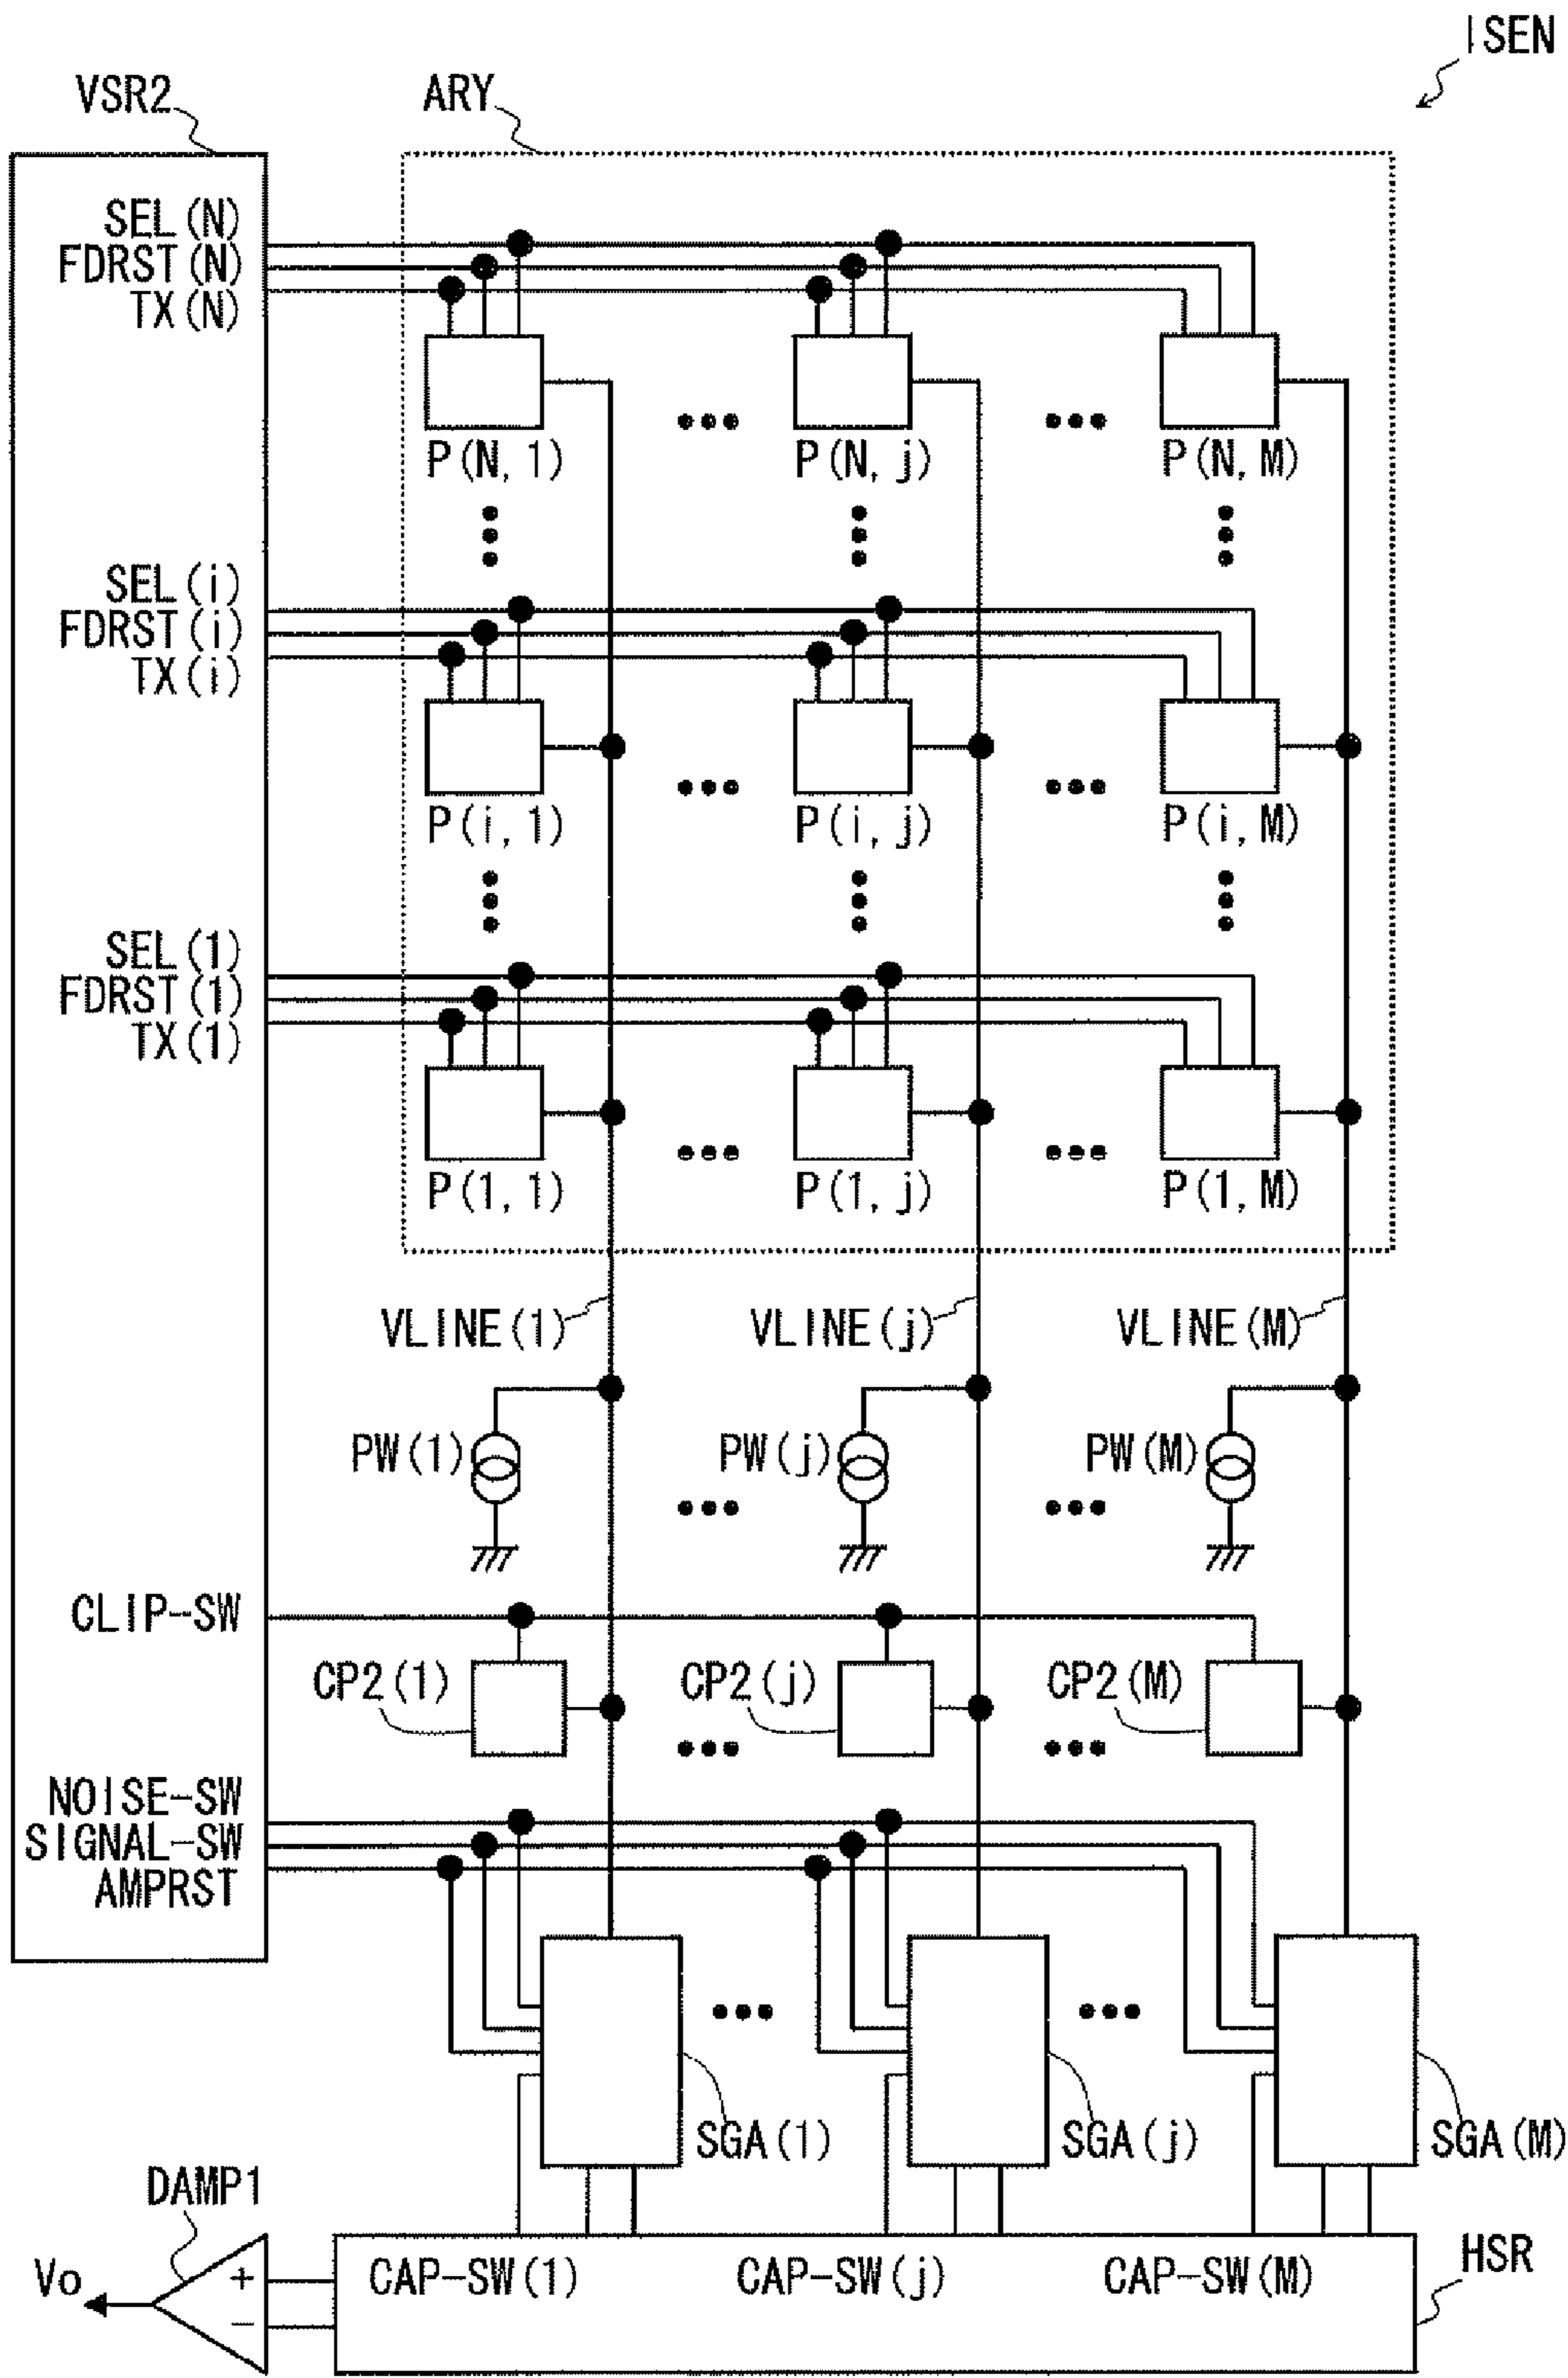 ISEN
VSR2
ARY
SEL(N)
FDRST(N)
TX(N)
P(N,1)
P(N,j)
P(N,M)
SEL(i)
FDRST(i)
TX(i)
P(i,1)
P(i,j)
P(i,M)
SEL(1)
FDRST(1)
TX(1)
P(1,1)
P(1,j)
P(1,M)
VLINE(1)
VLINE(j)
VLINE(M)
PW(1)
PW(j)
PW(M)
CLIP-SW
CP2(1)
CP2(j)
CP2(M)
NOISE-SW
SIGNAL-SW
AMPRST
SGA(1)
SGA(j)
SGA(M)
DAMP1
Vo
+
−
CAP-SW(1)
CAP-SW(j)
CAP-SW(M)
HSR